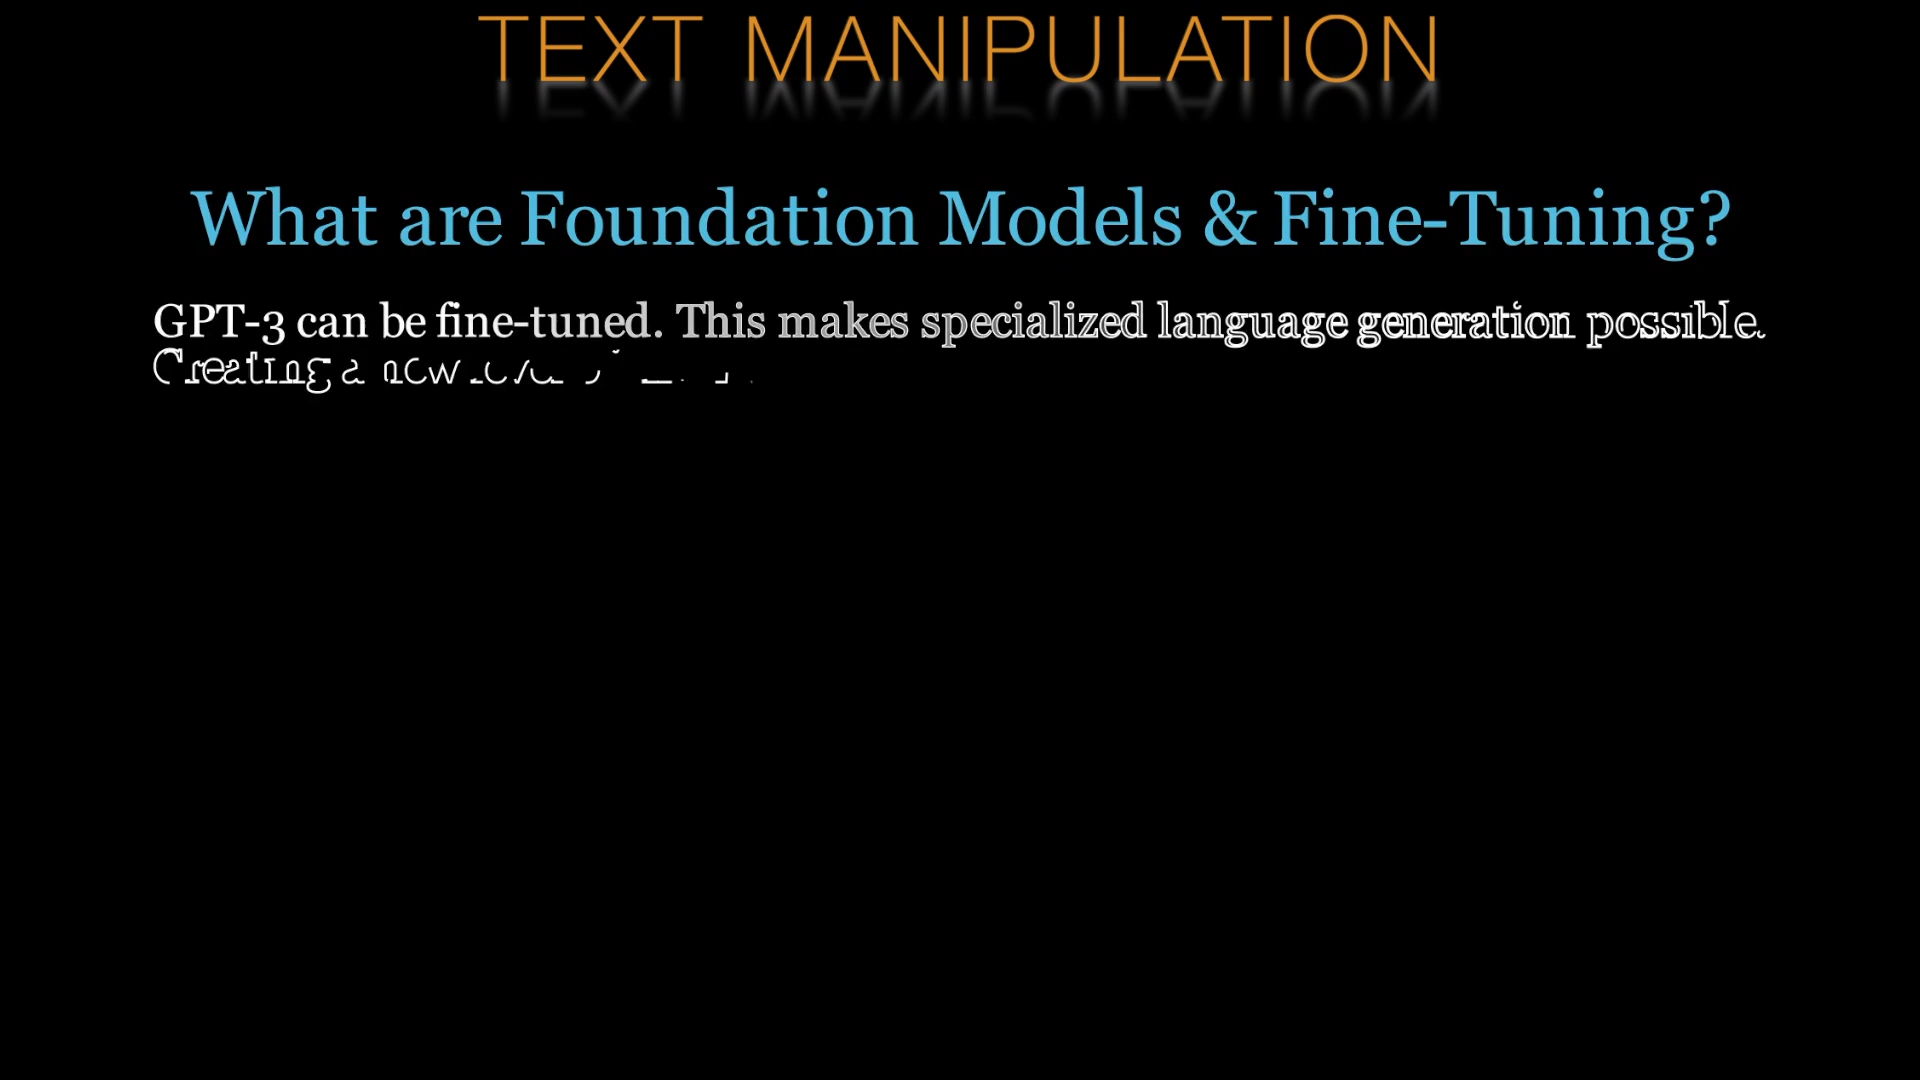 TEXT MANIPULATION
What are Foundation Models & Fine-Tuning?
GPT-3 can be fine-tuned. This makes specialized language generation possible.
Creating a new